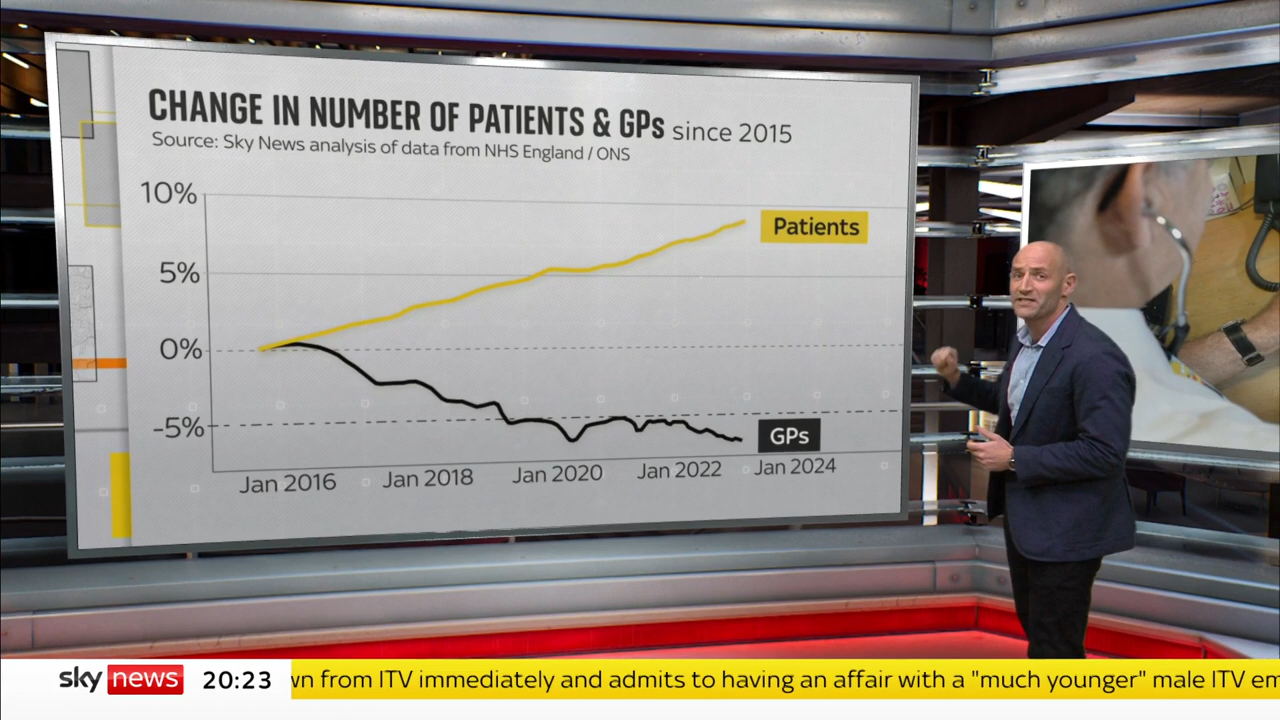 CHANGE IN NUMBER OF PATIENTS & GPs since 2015
Source: Sky News analysis of data from NHS England / ONS
10%
Patients
5%
0%
-5%
GPs
Jan 2016 Jan 2018 Jan 2020 Jan 2022 Jan 2024
sky news 20:23 from ITV immediately and admits to having an affair with a "much younger" male ITV